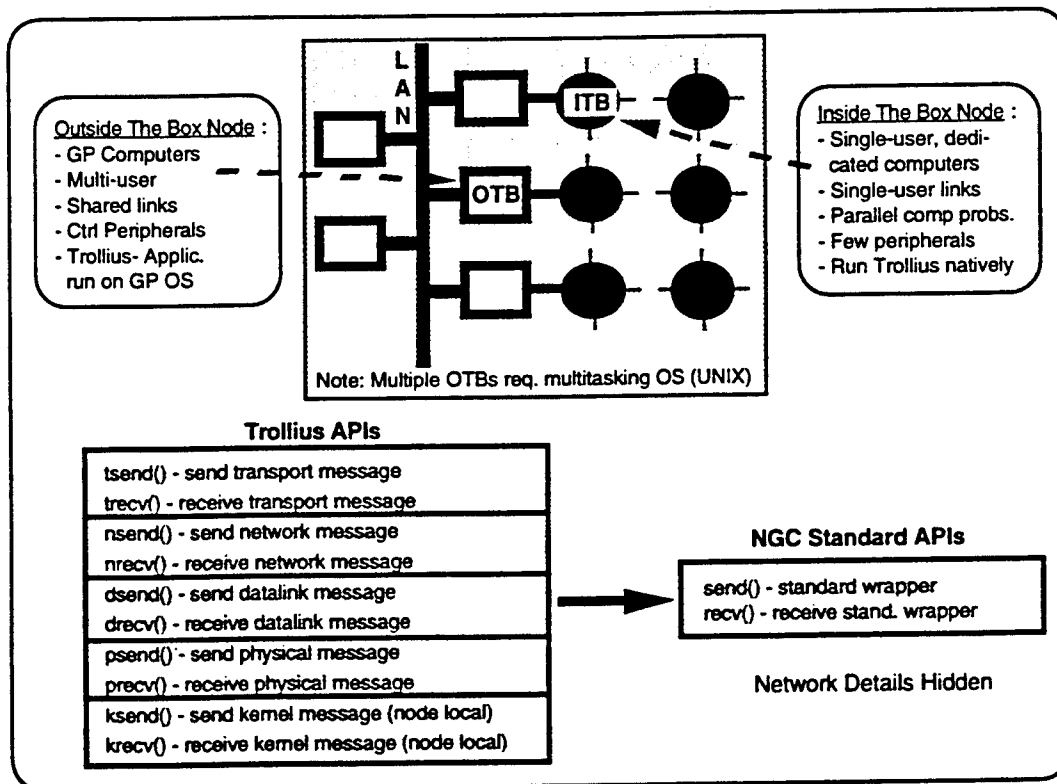 LAN
Outside The Box Node :
- GP Computers
- Multi-user
- Shared links
- Ctrl Peripherals
- Trollius- Applic.
run on GP OS
ITB
OTB
Inside The Box Node :
- Single-user, dedi-
cated computers
- Single-user links
- Parallel comp probs.
- Few peripherals
- Run Trollius natively
Note: Multiple OTBs req. multitasking OS (UNIX)
Trollius APIs
tsend() - send transport message
trecv() - receive transport message
nsend() - send network message
nrecv() - receive network message
dsend() - send datalink message
drecv() - receive datalink message
psend() - send physical message
precv() - receive physical message
ksend() - send kernel message (node local)
krecv() - receive kernel message (node local)
NGC Standard APIs
send() - standard wrapper
recv() - receive stand. wrapper
Network Details Hidden